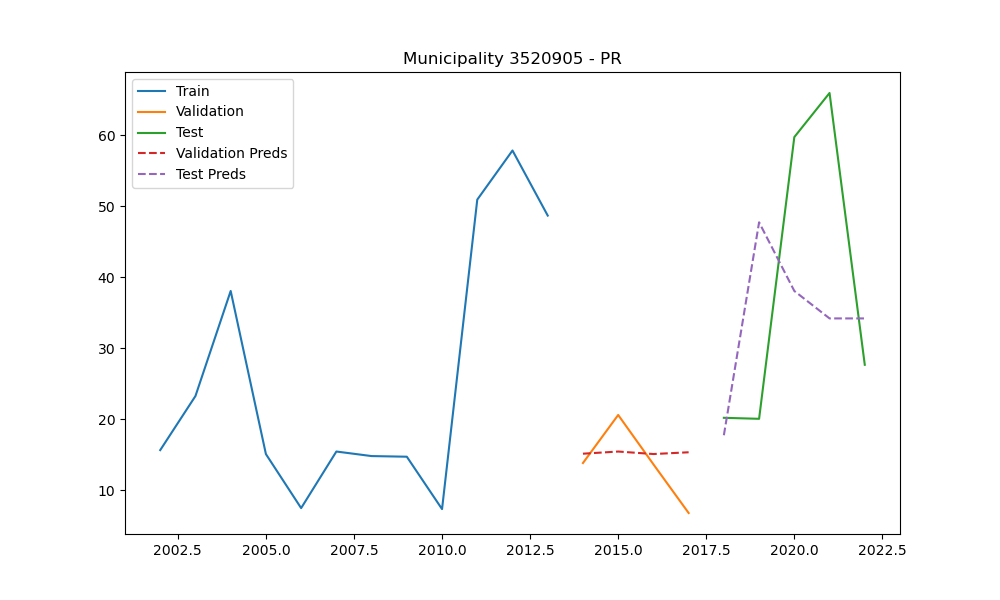 Municipality 3520905 - PR
Train
Validation
Test
Validation Preds
Test Preds
60
50
40
30
20
10
2002.5 2005.0 2007.5 2010.0 2012.5 2015.0 2017.5 2020.0 2022.5